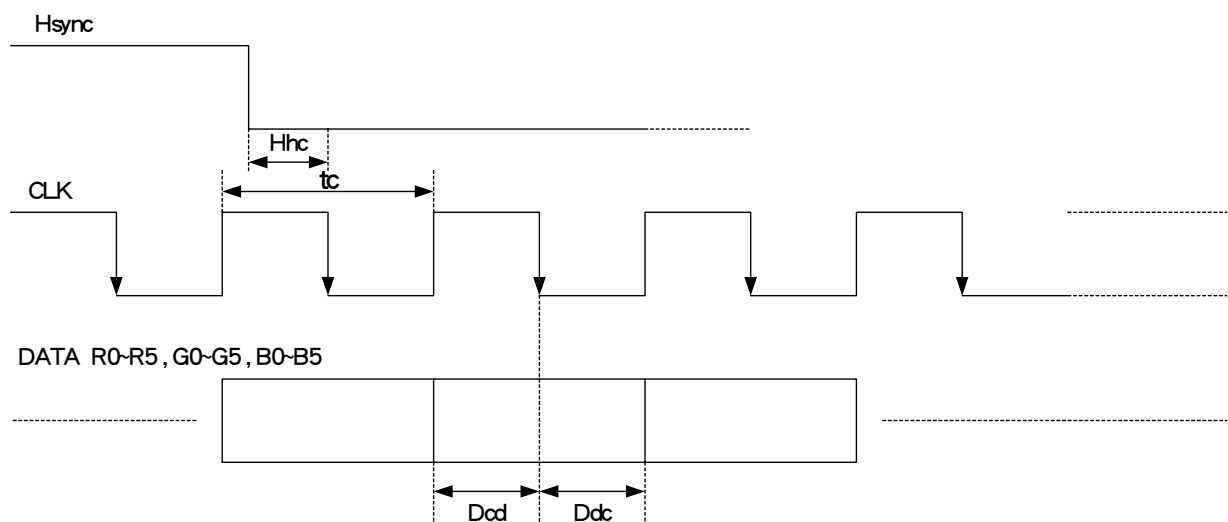 Hsync
Hhc
tc
CLK
DATA R0~R5 , G0~G5 , B0~B5
Dcd
Ddc